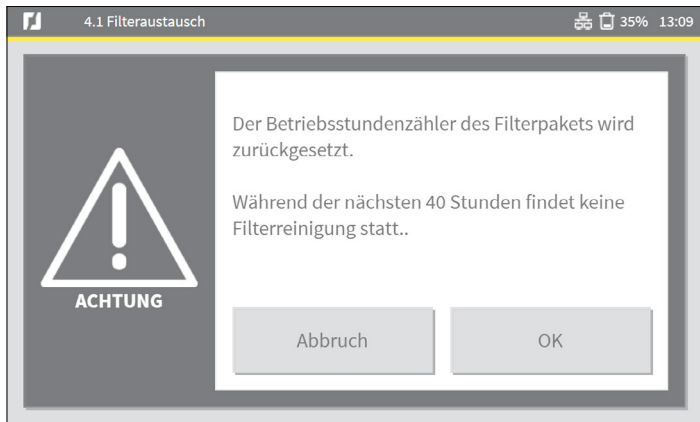 4.1 Filteraustausch 35% 13:09
Der Betriebsstundenzähler des Filterpakets wird
zurückgesetzt.
Während der nächsten 40 Stunden findet keine
Filterreinigung statt..
ACHTUNG
Abbruch OK